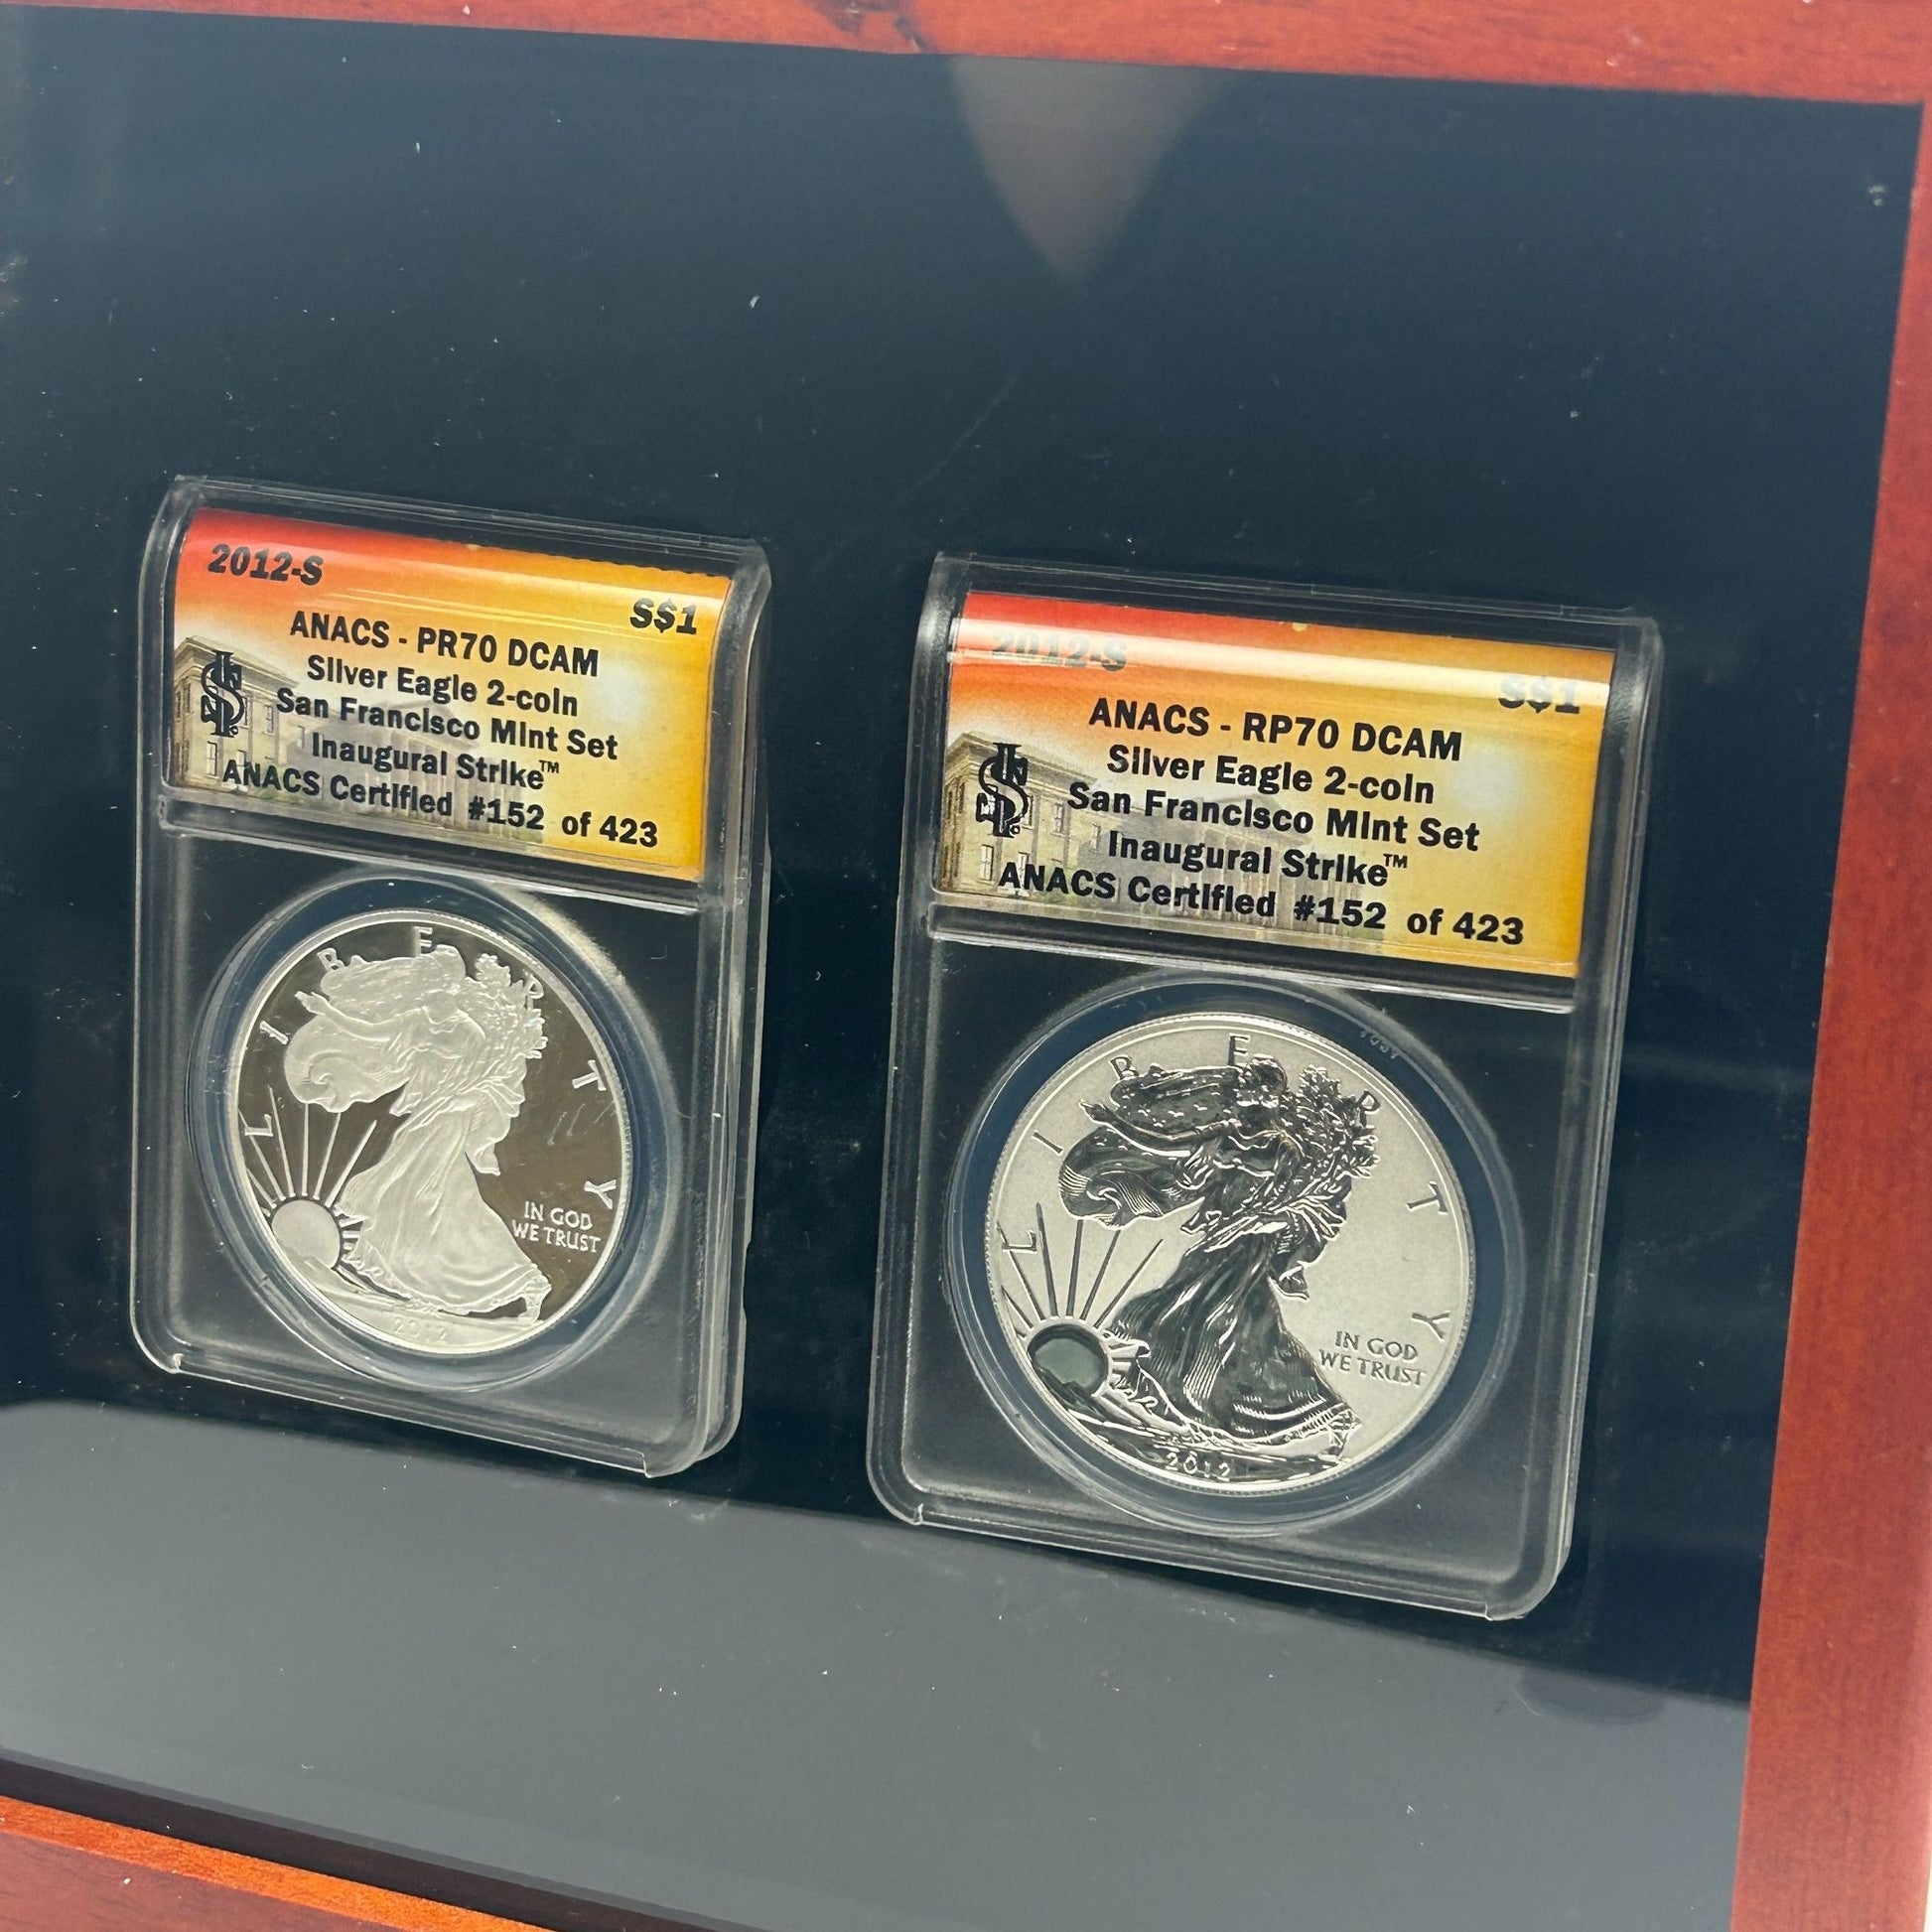 2012-S
S$1
ANACS - PR70 DCAM
Silver Eagle 2-coin
San Francisco Mint Set
Inaugural Strike™
ANACS Certified #152 of 423
LIBERTY
IN GOD
WE TRUST
2012
2012-S
S$1
ANACS - RP70 DCAM
Silver Eagle 2-coin
San Francisco Mint Set
Inaugural Strike™
ANACS Certified #152 of 423
LIBERTY
IN GOD
WE TRUST
2012